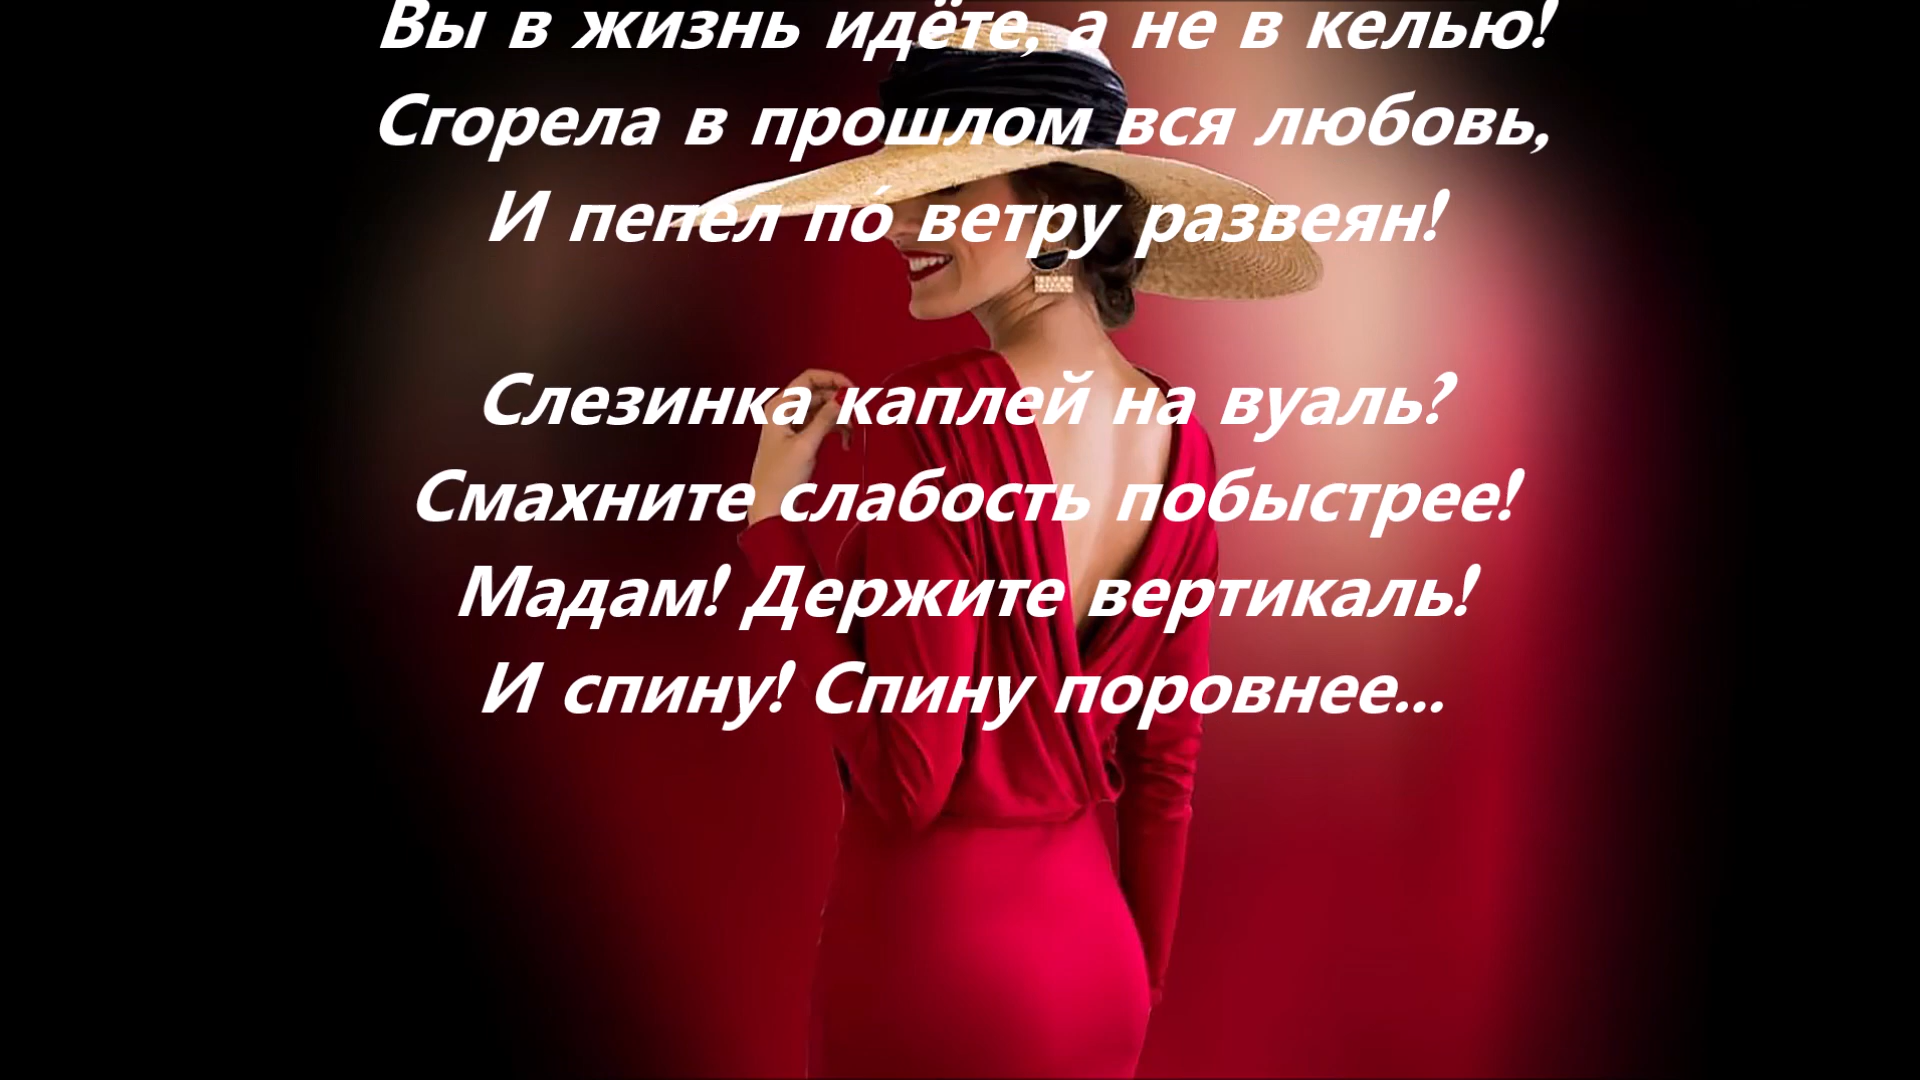 Вы в жизнь идёте, а не в келью!
Сгорела в прошлом вся любовь,
И пепел по́ ветру развеян!
Слезинка каплей на вуаль?
Смахните слабость побыстрее!
Мадам! Держите вертикаль!
И спину! Спину поровнее...